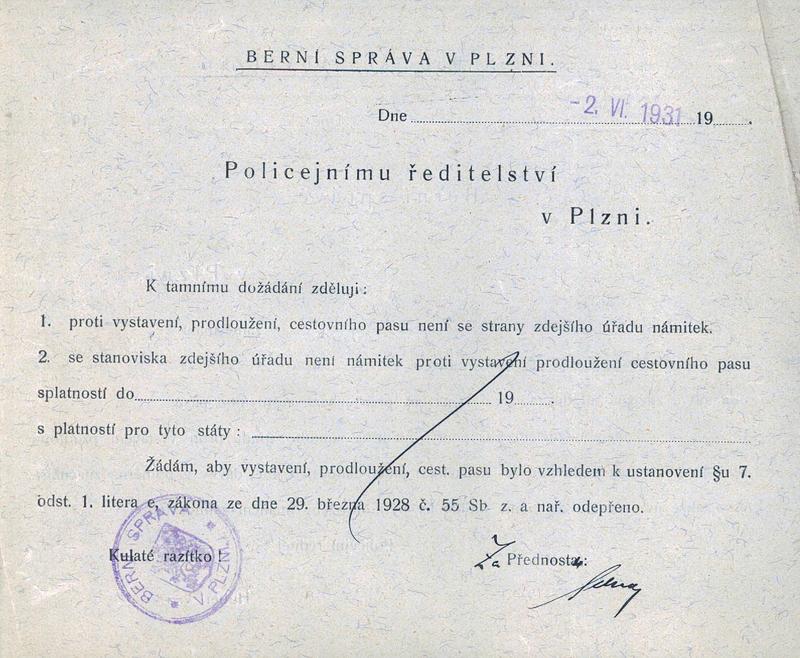 BERNÍ SPRÁVA V PLZNI.
Dne -2. VI. 1931 19 .
Policejnímu ředitelství
v Plzni.
K tamnímu dožádání zděluji:
1. proti vystavení, prodloužení, cestovního pasu není se strany zdejšího úřadu námitek.
2. se stanoviska zdejšího úřadu není námitek proti vystavení prodloužení cestovního pasu
splatností do 19
s platností pro tyto státy :
Žádám, aby vystavení, prodloužení, cest. pasu bylo vzhledem k ustanovení §u 7.
odst. 1. litera e, zákona ze dne 29. března 1928 č. 55 Sb z. a nař. odepřeno.
BERNÍ SPRÁVA V PLZNI
Kulaté razítko !
Za Přednosta: